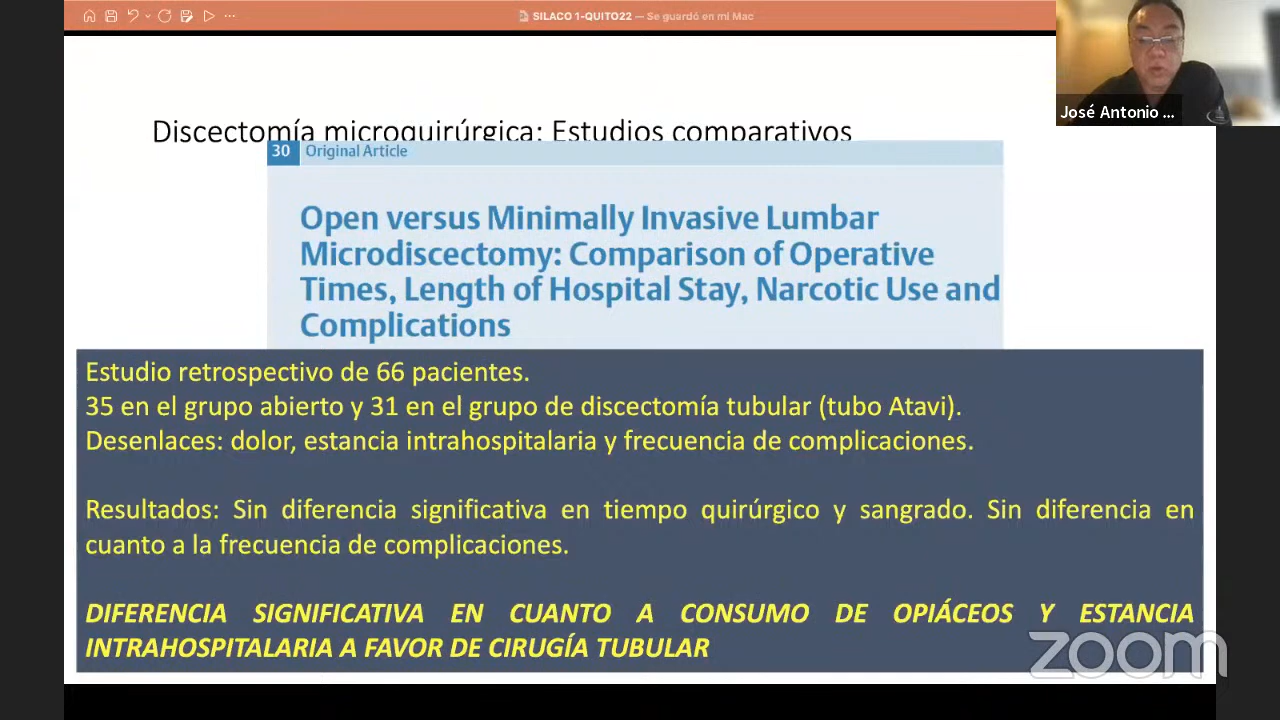 SILACO 1-QUITO22 — Se guardó en mi Mac
José Antonio ...
Discectomía microquirúrgica: Estudios comparativos
30 Original Article
Open versus Minimally Invasive Lumbar
Microdiscectomy: Comparison of Operative
Times, Length of Hospital Stay, Narcotic Use and
Complications
Estudio retrospectivo de 66 pacientes.
35 en el grupo abierto y 31 en el grupo de discectomía tubular (tubo Atavi).
Desenlaces: dolor, estancia intrahospitalaria y frecuencia de complicaciones.
Resultados: Sin diferencia significativa en tiempo quirúrgico y sangrado. Sin diferencia en
cuanto a la frecuencia de complicaciones.
DIFERENCIA SIGNIFICATIVA EN CUANTO A CONSUMO DE OPIÁCEOS Y ESTANCIA
INTRAHOSPITALARIA A FAVOR DE CIRUGÍA TUBULAR
zoom